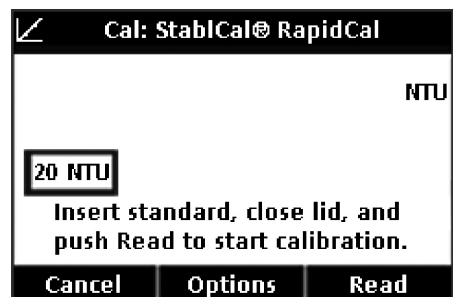 Cal: StablCal® RapidCal
NTU
20 NTU
Insert standard, close lid, and
push Read to start calibration.
Cancel Options Read